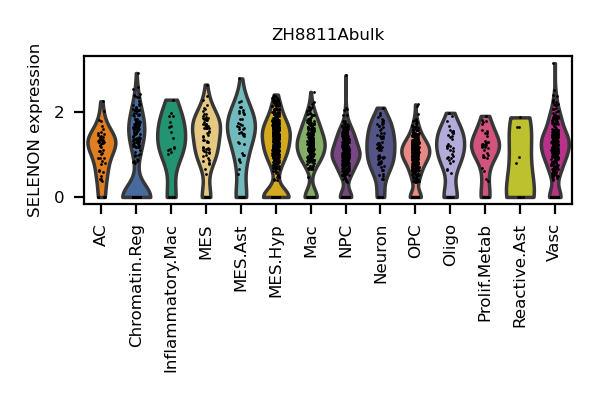 ZH8811Abulk
SELENON expression
2
0
AC
Chromatin.Reg
Inflammatory.Mac
MES
MES.Ast
MES.Hyp
Mac
NPC
Neuron
OPC
Oligo
Prolif.Metab
Reactive.Ast
Vasc